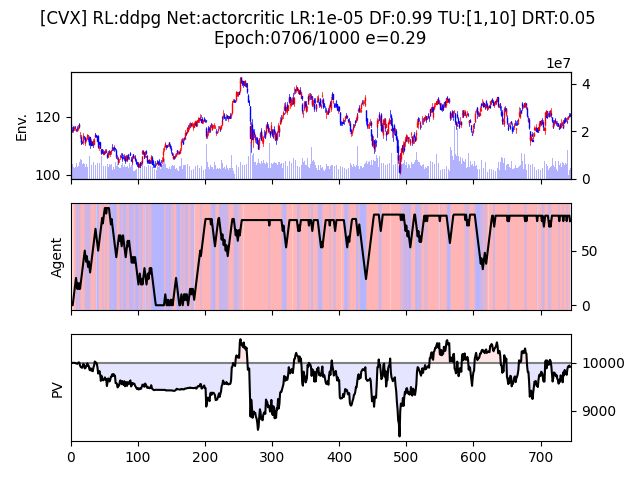 [CVX] RL:ddpg Net:actorcritic LR:1e-05 DF:0.99 TU:[1,10] DRT:0.05
Epoch:0706/1000 e=0.29
1e7
Env.
120
100
4
2
0
Agent
50
0
PV
10000
9000
0 100 200 300 400 500 600 700